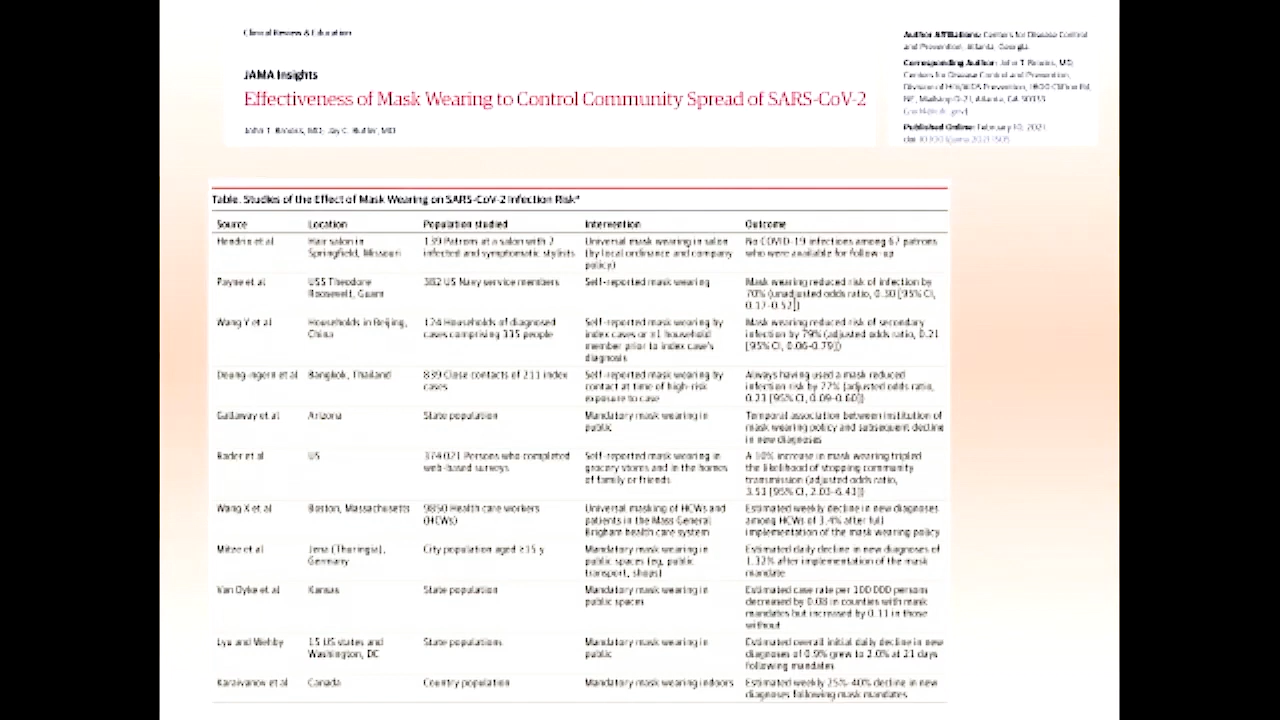 Clinical Review & Education
JAMA Insights
Effectiveness of Mask Wearing to Control Community Spread of SARS-CoV-2
John T. Brooks, MD; Jay C. Butler, MD
Author Affiliations: Centers for Disease Control
and Prevention, Atlanta, Georgia.
Corresponding Author: John T. Brooks, MD,
Centers for Disease Control and Prevention,
Division of HIV/AIDS Prevention, 1600 Clifton Rd
NE, Mailstop Atlanta, GA
Published Online: February 10, 2021.
Table. Studies of the Effect of Mask Wearing on SARS-CoV-2 Infection Risk^a
Source Location Population studied Intervention Outcome
Hendrix et al Hair salon in 139 Patrons at a salon with 2 Universal mask wearing in salon No COVID-19 infections among 67 patrons
Springfield, Missouri infected and symptomatic stylists (by local ordinance and company who were available for follow-up
policy)
Payne et al USS Theodore 382 US Navy service members Self-reported mask wearing Mask wearing reduced risk of infection by
Roosevelt, Guam 70% (unadjusted odds ratio, 0.30 [95% CI,
0.17-0.52])
Wang Y et al Households in Beijing, 124 Households of diagnosed Self-reported mask wearing by Mask wearing reduced risk of secondary
China cases comprising 335 people index cases or ≥1 household infection by 79% (adjusted odds ratio, 0.21
member prior to index case's [95% CI, 0.06-0.79])
diagnosis
Doung-ngern et al Bangkok, Thailand 839 Close contacts of 211 index Self-reported mask wearing by Always having used a mask reduced
cases contact at time of high-risk infection risk by 77% (adjusted odds ratio,
exposure to case 0.23 [95% CI, 0.09-0.60])
Gallaway et al Arizona State population Mandatory mask wearing in Temporal association between institution of
public mask wearing policy and subsequent decline
in new diagnoses
Rader et al US 374 021 Persons who completed Self-reported mask wearing in A 10% increase in mask wearing tripled
web-based surveys grocery stores and in the homes the likelihood of stopping community
of family or friends transmission (adjusted odds ratio,
3.53 [95% CI, 2.03-6.43])
Wang X et al Boston, Massachusetts 9850 Health care workers Universal masking of HCWs and Estimated weekly decline in new diagnoses
(HCWs) patients in the Mass General among HCWs of 3.4% after full
Brigham health care system implementation of the mask wearing policy
Mitze et al Jena (Thuringia), City population aged ≥15 y Mandatory mask wearing in Estimated daily decline in new diagnoses of
Germany public spaces (eg, public 1.32% after implementation of the mask
transport, shops) mandate
Van Dyke et al Kansas State population Mandatory mask wearing in Estimated case rate per 100 000 persons
public spaces decreased by 0.08 in counties with mask
mandates but increased by 0.11 in those
without
Lyu and Wehby 15 US states and State populations Mandatory mask wearing in Estimated overall initial daily decline in new
Washington, DC public diagnoses of 0.9% grew to 2.0% at 21 days
following mandates
Karaivanov et al Canada Country population Mandatory mask wearing indoors Estimated weekly 25%-40% decline in new
diagnoses following mask mandates